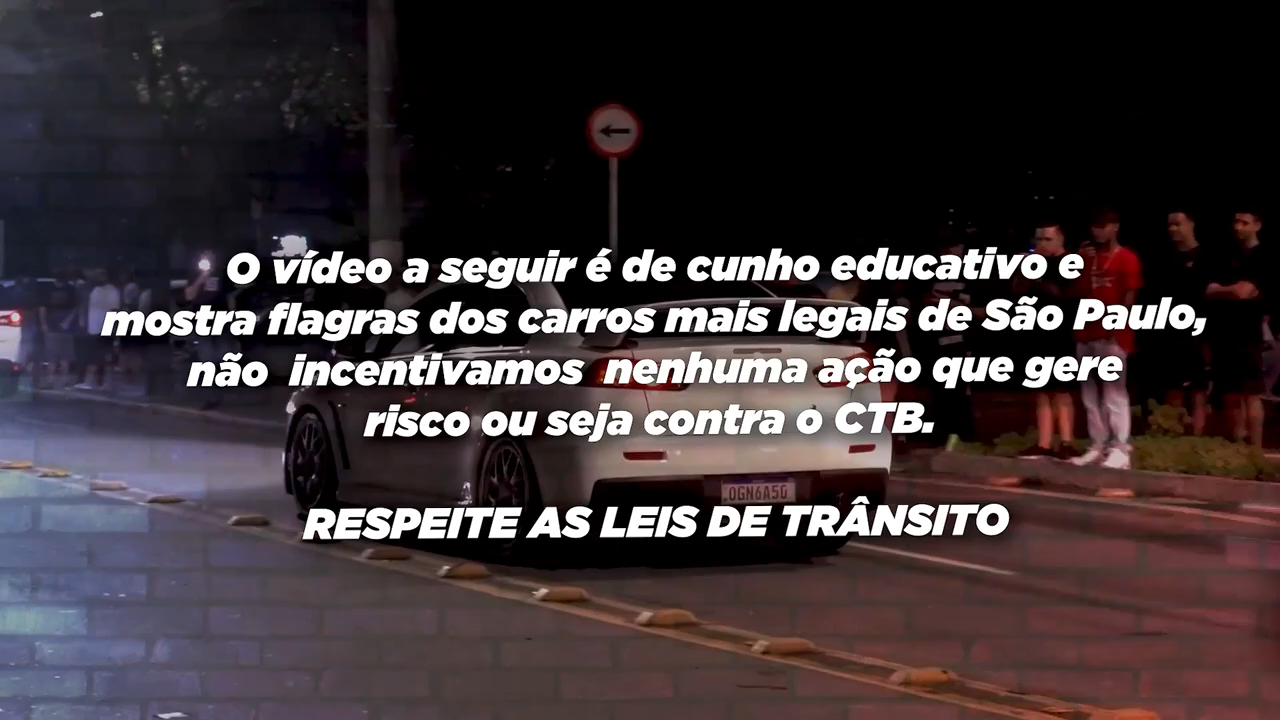 O vídeo a seguir é de cunho educativo e
mostra flagras dos carros mais legais de São Paulo,
não incentivamos nenhuma ação que gere
risco ou seja contra o CTB.
OGN6A50
RESPEITE AS LEIS DE TRÂNSITO